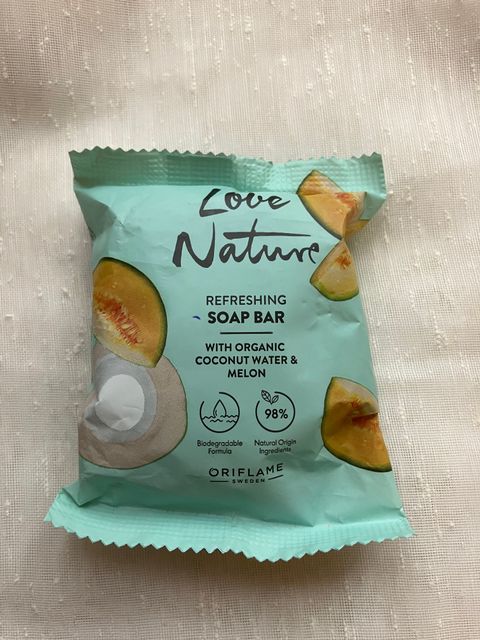 Love
Nature
REFRESHING
SOAP BAR
WITH ORGANIC
COCONUT WATER &
MELON
98%
Biodegradable
Formula
Natural Origin
Ingredients
ORIFLAME
SWEDEN